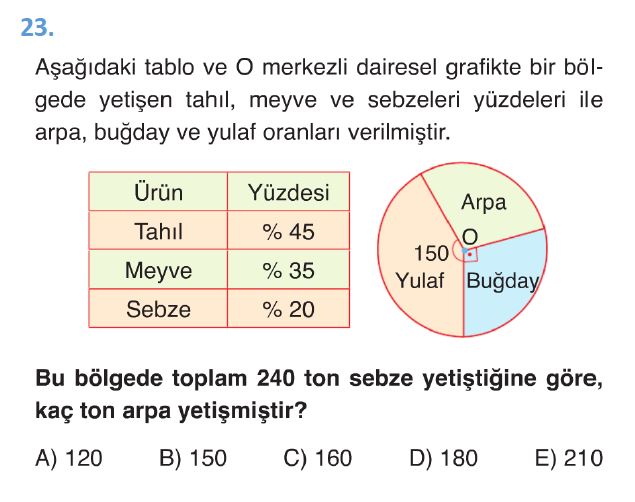 23.
Aşağıdaki tablo ve O merkezli dairesel grafikte bir böl-
gede yetişen tahıl, meyve ve sebzeleri yüzdeleri ile
arpa, buğday ve yulaf oranları verilmiştir.
Ürün Yüzdesi
Tahıl % 45
Meyve % 35
Sebze % 20
Arpa
O
150
Yulaf
Buğday
Bu bölgede toplam 240 ton sebze yetiştiğine göre,
kaç ton arpa yetişmiştir?
A) 120 B) 150 C) 160 D) 180 E) 210